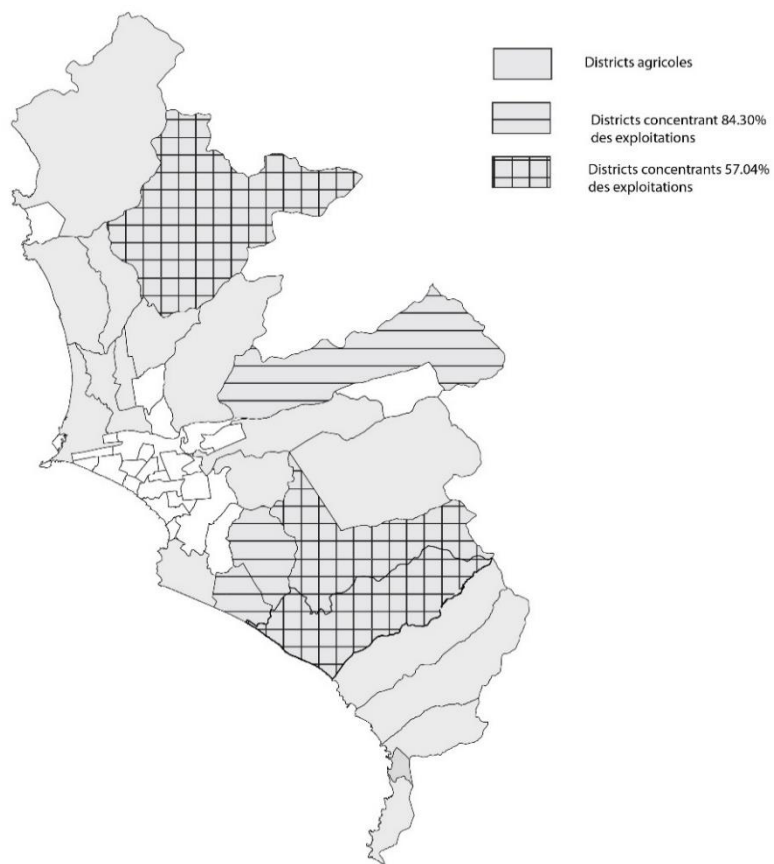 Districts agricoles
Districts concentrant 84.30%
des exploitations
Districts concentrants 57.04%
des exploitations